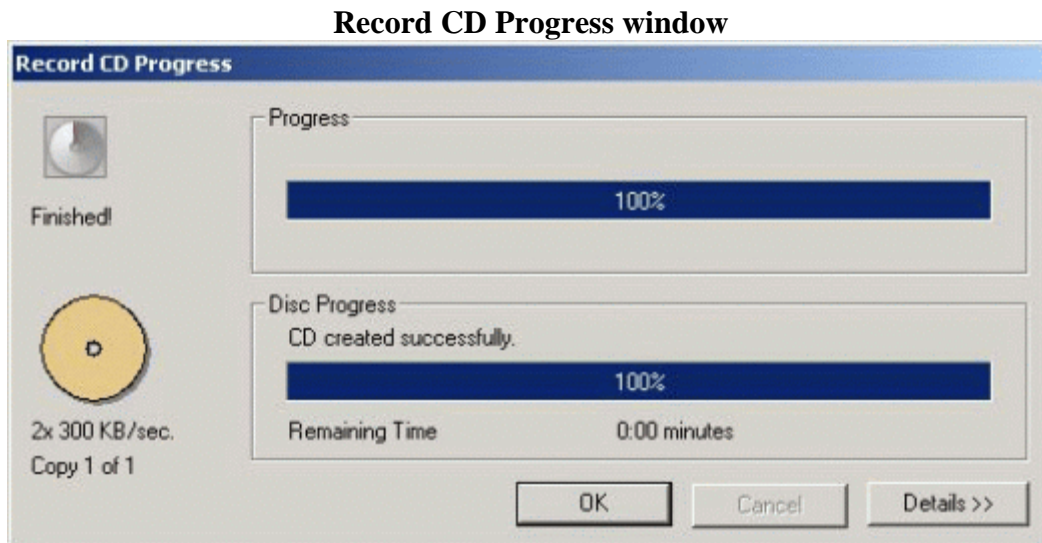 Record CD Progress window
Record CD Progress
Progress
100%
Finished!
Disc Progress
CD created successfully.
100%
Remaining Time 0:00 minutes
2x 300 KB/sec.
Copy 1 of 1
OK Cancel Details >>